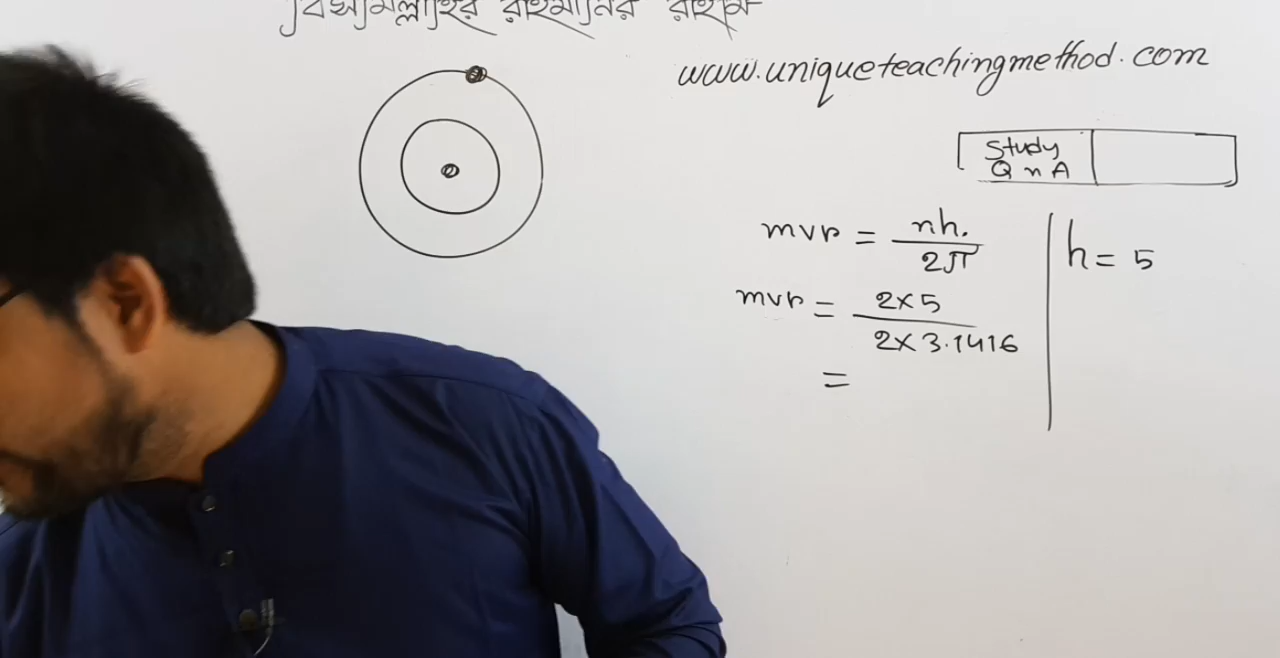 বিসমিল্লাহির রাহমানির রাহিম
www.uniqueteachingmethod.com
Study
Q n A
mvr = nh. / 2π
h = 5
mvr = 2×5 / 2×3.1416
=